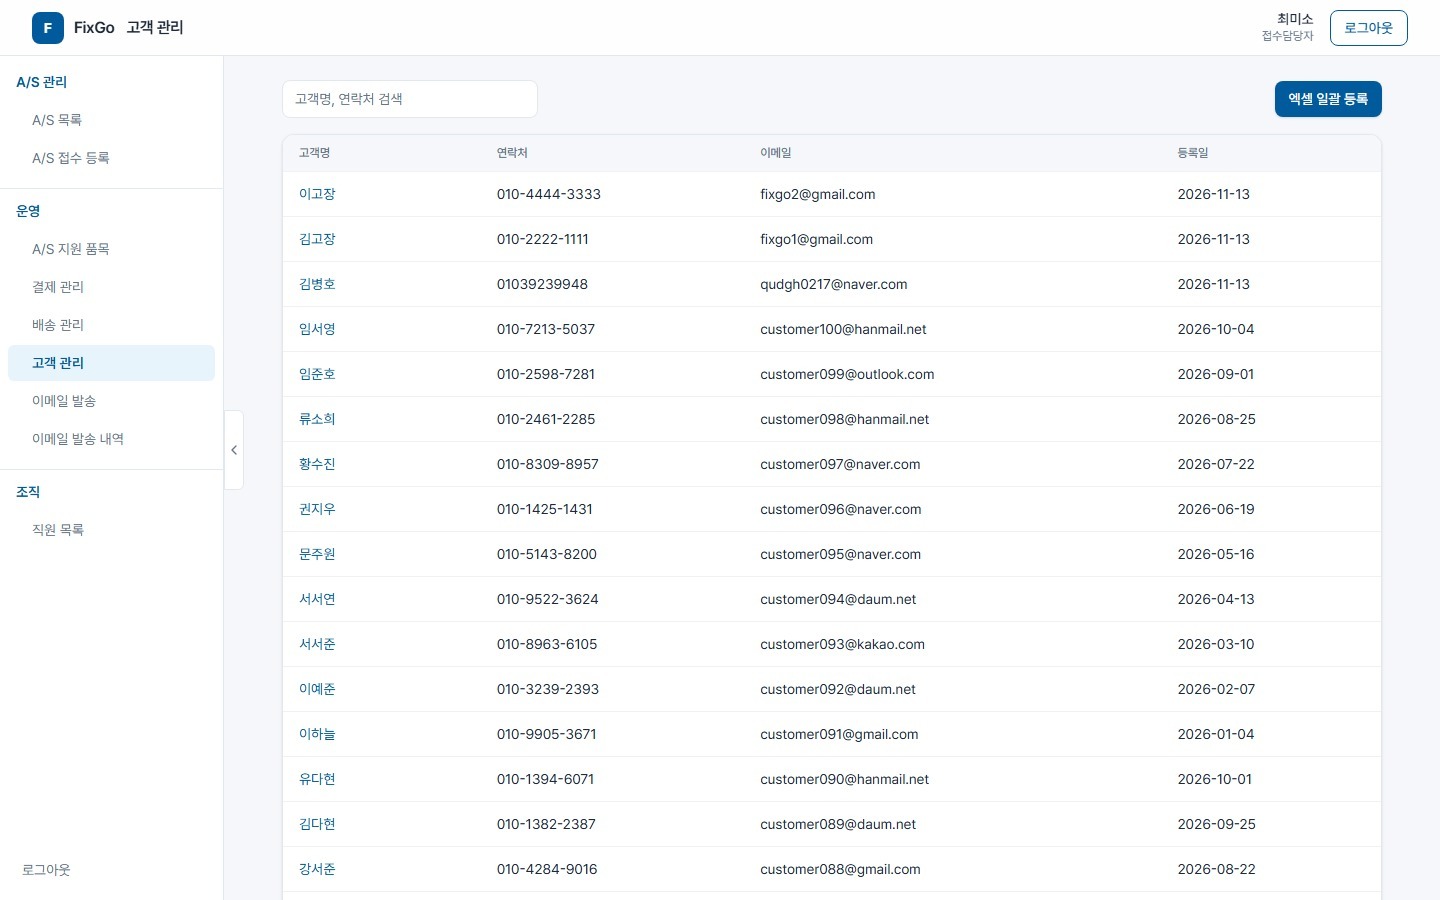 F FixGo 고객 관리
최미소
접수담당자
로그아웃
A/S 관리
A/S 목록
A/S 접수 등록
운영
A/S 지원 품목
결제 관리
배송 관리
고객 관리
이메일 발송
이메일 발송 내역
조직
직원 목록
로그아웃
고객명, 연락처 검색
엑셀 일괄 등록
고객명 연락처 이메일 등록일
이고장 010-4444-3333 fixgo2@gmail.com 2026-11-13
김고장 010-2222-1111 fixgo1@gmail.com 2026-11-13
김병호 01039239948 qudgh0217@naver.com 2026-11-13
임서영 010-7213-5037 customer100@hanmail.net 2026-10-04
임준호 010-2598-7281 customer099@outlook.com 2026-09-01
류소희 010-2461-2285 customer098@hanmail.net 2026-08-25
황수진 010-8309-8957 customer097@naver.com 2026-07-22
권지우 010-1425-1431 customer096@naver.com 2026-06-19
문주원 010-5143-8200 customer095@naver.com 2026-05-16
서서연 010-9522-3624 customer094@daum.net 2026-04-13
서서준 010-8963-6105 customer093@kakao.com 2026-03-10
이예준 010-3239-2393 customer092@daum.net 2026-02-07
이하늘 010-9905-3671 customer091@gmail.com 2026-01-04
유다현 010-1394-6071 customer090@hanmail.net 2026-10-01
김다현 010-1382-2387 customer089@daum.net 2026-09-25
강서준 010-4284-9016 customer088@gmail.com 2026-08-22